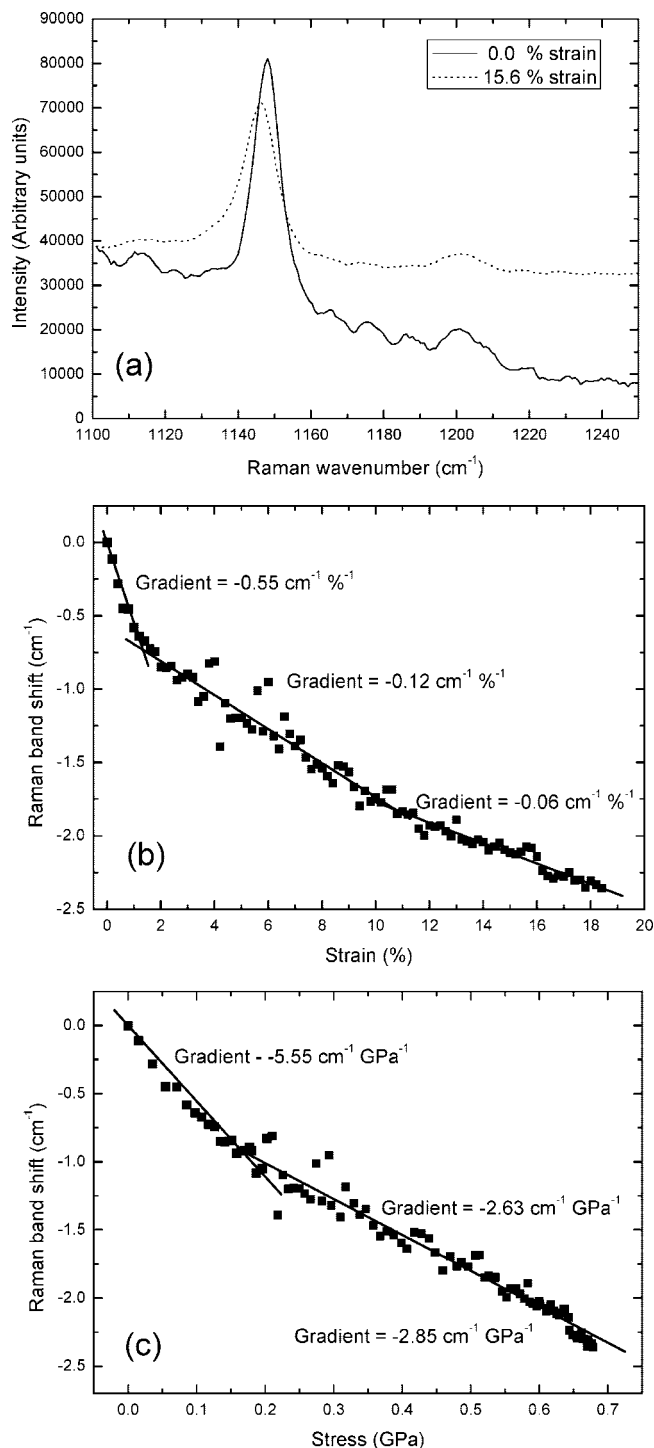 90000
80000
70000
60000
50000
40000
30000
20000
10000
0
Intensity (Arbitrary units)
0.0 % strain
15.6 % strain
(a)
1100 1120 1140 1160 1180 1200 1220 1240
Raman wavenumber (cm⁻¹)
0.0
-0.5
-1.0
-1.5
-2.0
-2.5
Raman band shift (cm⁻¹)
Gradient = -0.55 cm⁻¹ %⁻¹
Gradient = -0.12 cm⁻¹ %⁻¹
Gradient = -0.06 cm⁻¹ %⁻¹
(b)
0 2 4 6 8 10 12 14 16 18 20
Strain (%)
0.0
-0.5
-1.0
-1.5
-2.0
-2.5
Raman band shift (cm⁻¹)
Gradient - -5.55 cm⁻¹ GPa⁻¹
Gradient = -2.63 cm⁻¹ GPa⁻¹
Gradient = -2.85 cm⁻¹ GPa⁻¹
(c)
0.0 0.1 0.2 0.3 0.4 0.5 0.6 0.7
Stress (GPa)